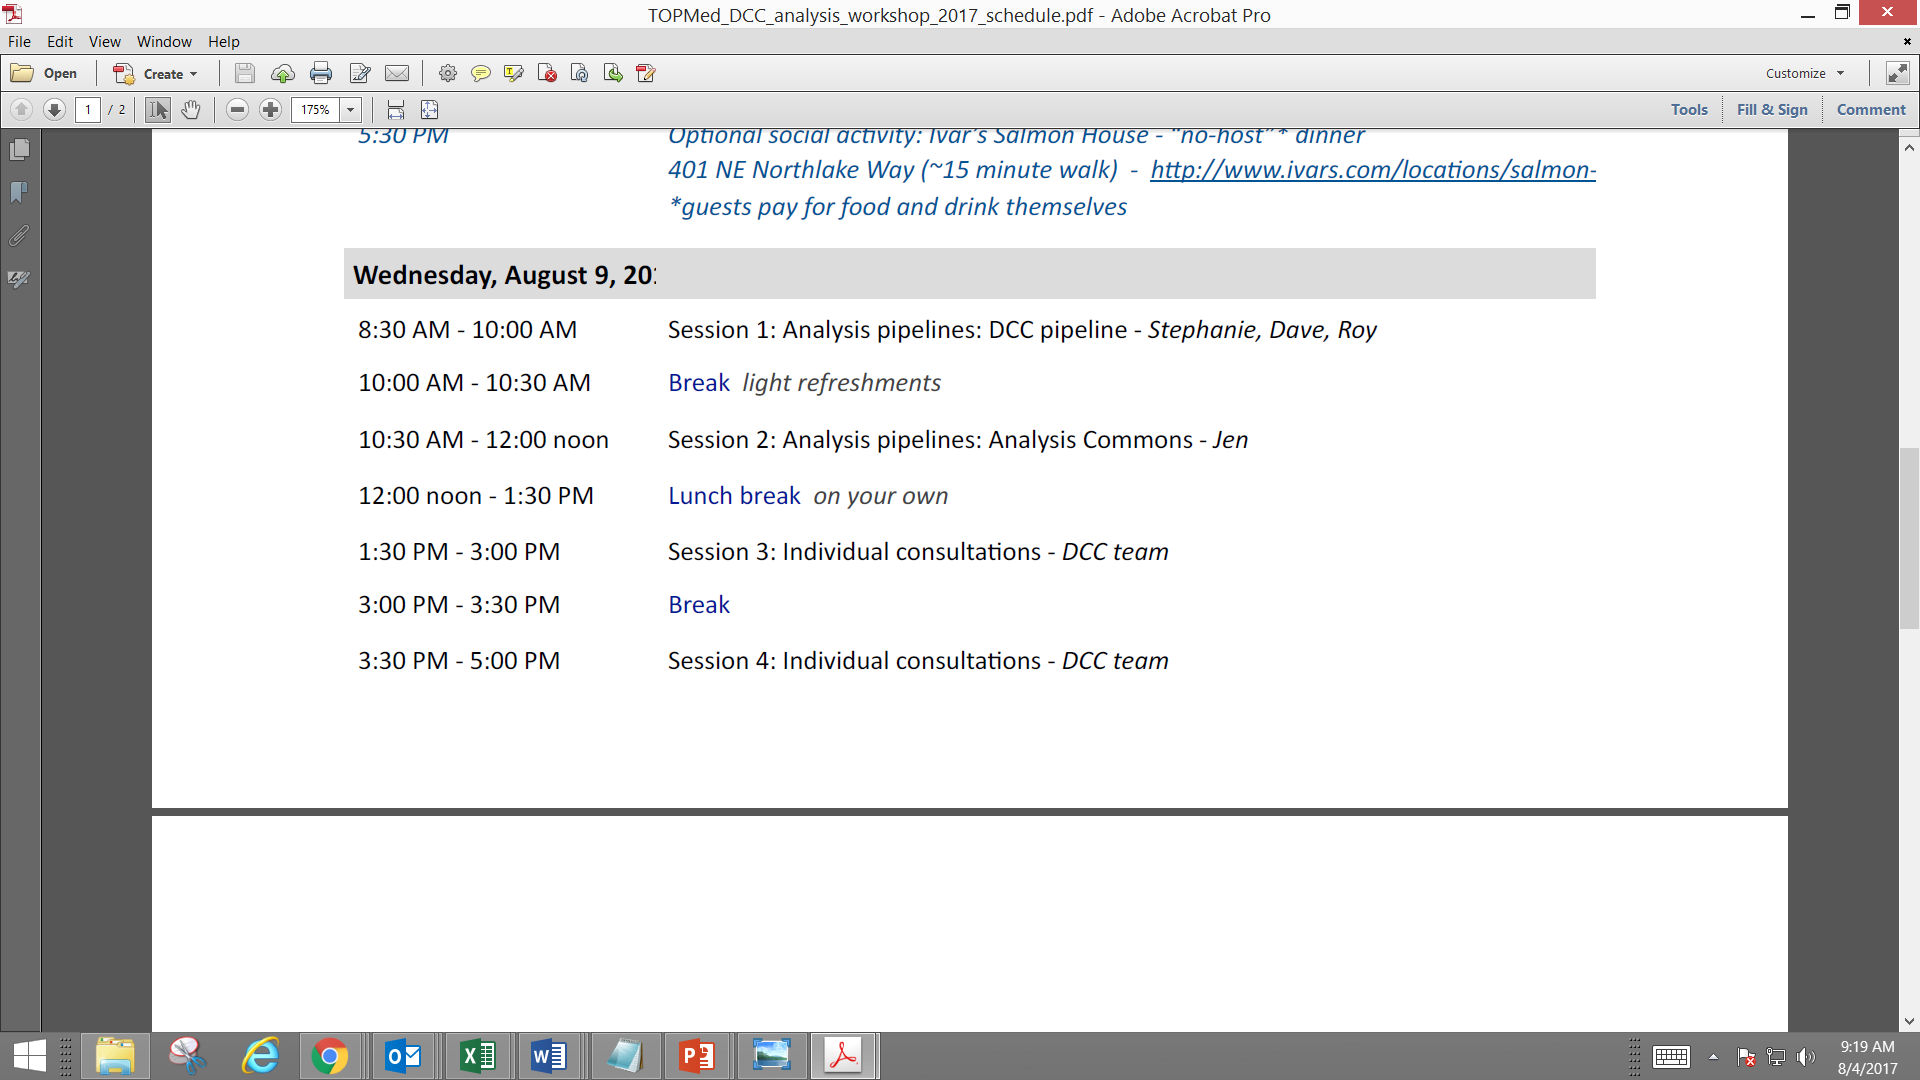 TOPMed_DCC_analysis_workshop_2017_schedule.pdf - Adobe Acrobat Pro
File Edit View Window Help
Open Create Customize
1 / 2 175% Tools Fill & Sign Comment
5:30 PM Optional social activity: Ivar's Salmon House - "no-host"* dinner
401 NE Northlake Way (~15 minute walk) - http://www.ivars.com/locations/salmon-
*guests pay for food and drink themselves
Wednesday, August 9, 201
8:30 AM - 10:00 AM Session 1: Analysis pipelines: DCC pipeline - Stephanie, Dave, Roy
10:00 AM - 10:30 AM Break light refreshments
10:30 AM - 12:00 noon Session 2: Analysis pipelines: Analysis Commons - Jen
12:00 noon - 1:30 PM Lunch break on your own
1:30 PM - 3:00 PM Session 3: Individual consultations - DCC team
3:00 PM - 3:30 PM Break
3:30 PM - 5:00 PM Session 4: Individual consultations - DCC team
9:19 AM
8/4/2017